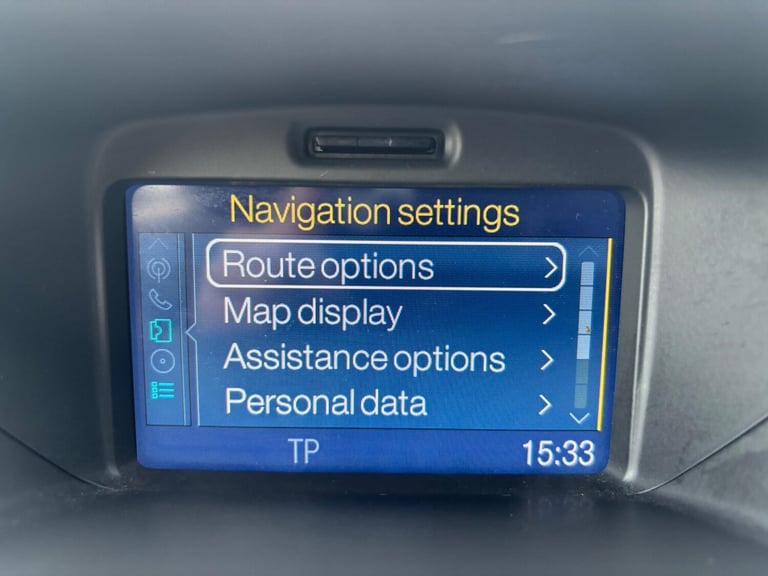 Navigation settings
Route options
Map display
Assistance options
Personal data
TP 15:33